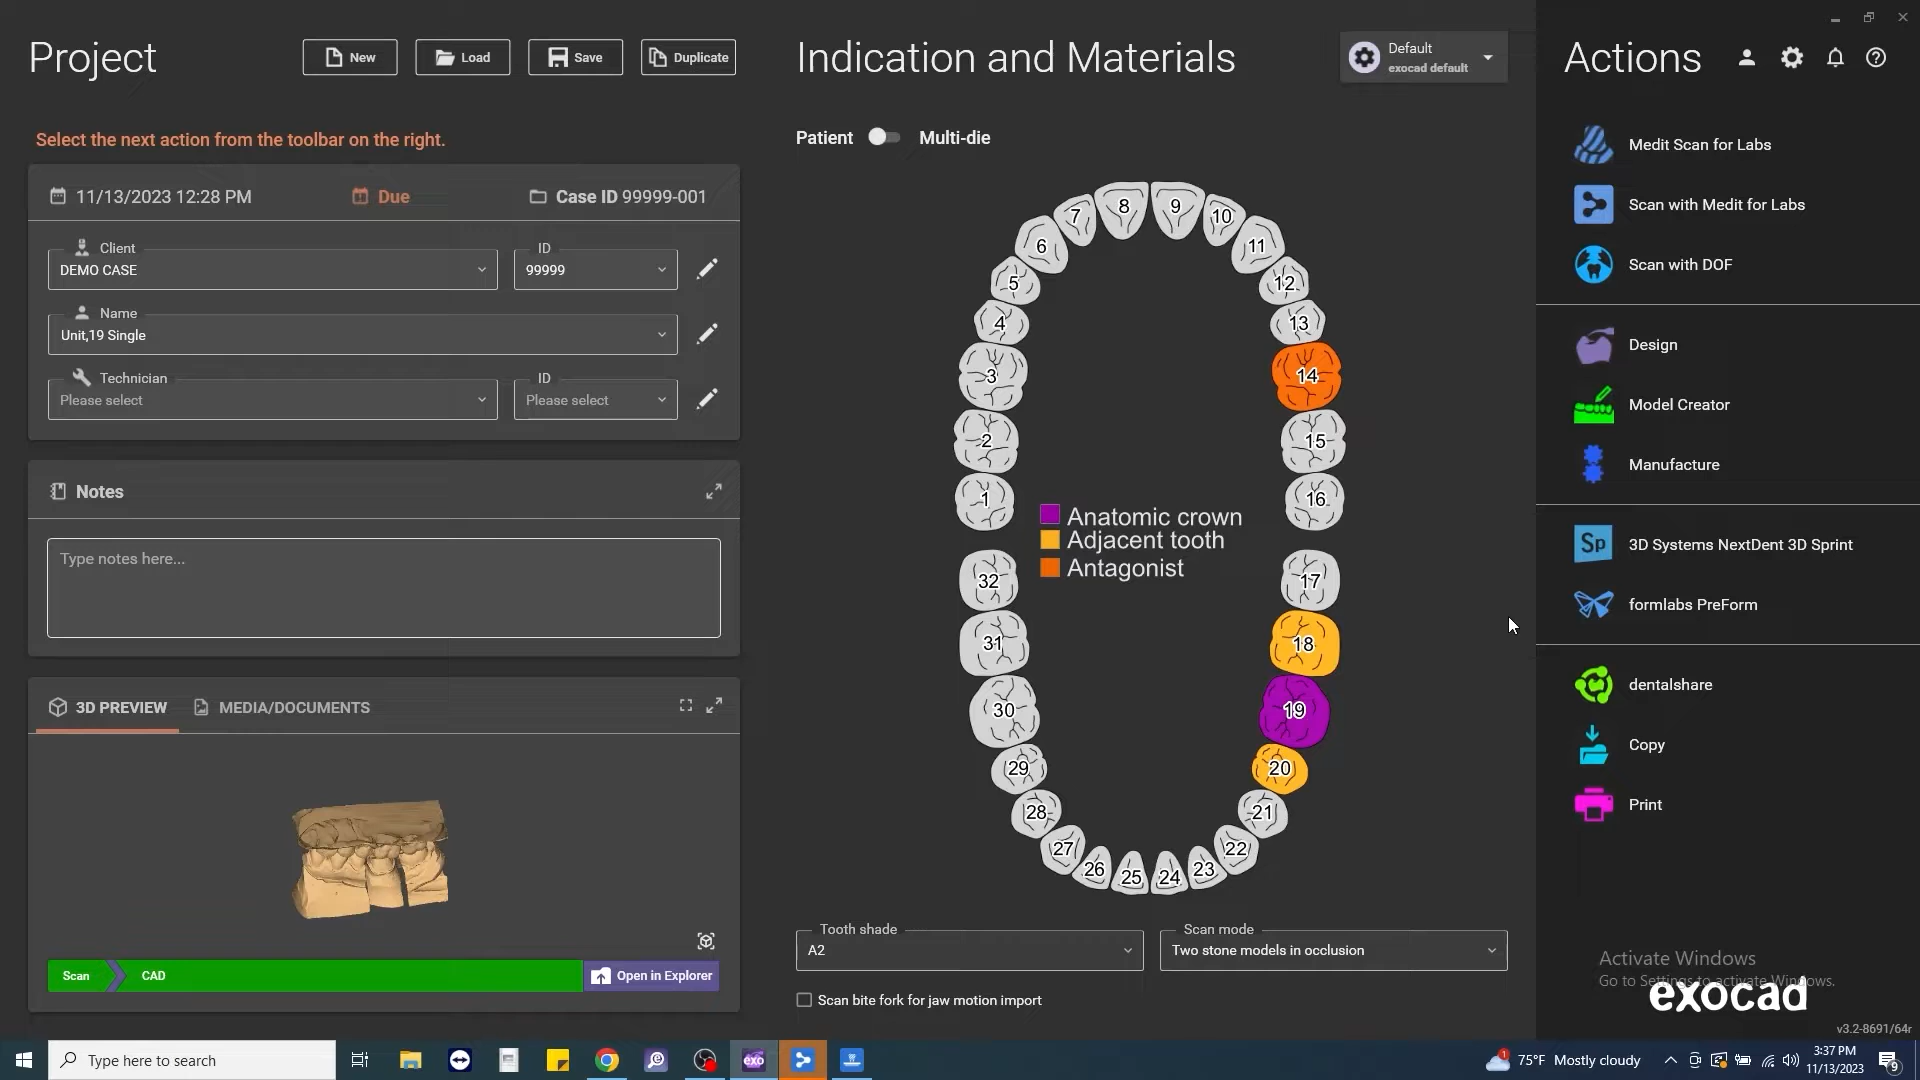 Project
New
Load
Save
Duplicate
Select the next action from the toolbar on the right.
11/13/2023 12:28 PM
Due
Case ID 99999-001
Client
DEMO CASE
ID
99999
Name
Unit,19 Single
Technician
Please select
ID
Please select
Notes
Type notes here...
3D PREVIEW
MEDIA/DOCUMENTS
Scan
CAD
Open in Explorer
Indication and Materials
Default
exocad default
Patient
Multi-die
1
2
3
4
5
6
7
8
9
10
11
12
13
14
15
16
Anatomic crown
Adjacent tooth
Antagonist
17
18
19
20
21
22
23
24
25
26
27
28
29
30
31
32
Tooth shade
A2
Scan mode
Two stone models in occlusion
Scan bite fork for jaw motion import
Actions
Medit Scan for Labs
Scan with Medit for Labs
Scan with DOF
Design
Model Creator
Manufacture
Sp
3D Systems NextDent 3D Sprint
formlabs PreForm
dentalshare
Copy
Print
Activate Windows
Go to Settings to activate Windows.
exocad
v3.2-8691/64r
Type here to search
exo
1
75°F Mostly cloudy
3:37 PM
11/13/2023
9